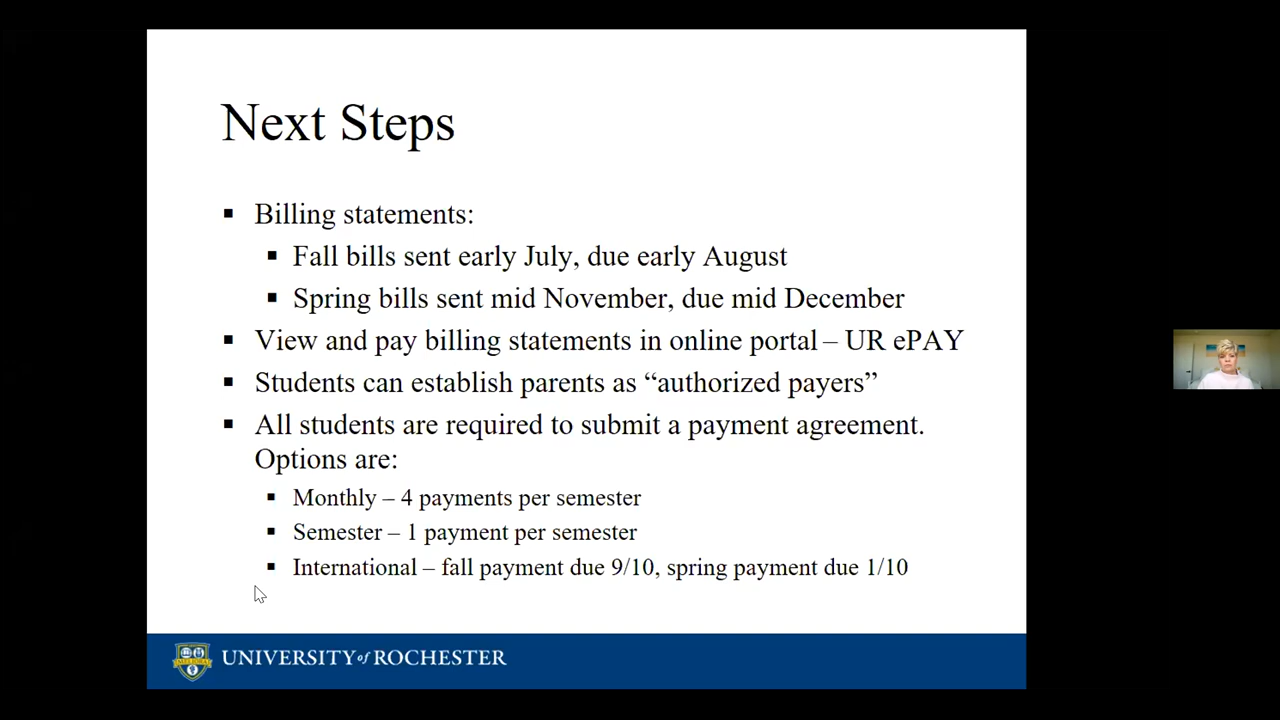 Next Steps
▪ Billing statements:
▪ Fall bills sent early July, due early August
▪ Spring bills sent mid November, due mid December
▪ View and pay billing statements in online portal – UR ePAY
▪ Students can establish parents as “authorized payers”
▪ All students are required to submit a payment agreement.
Options are:
▪ Monthly – 4 payments per semester
▪ Semester – 1 payment per semester
▪ International – fall payment due 9/10, spring payment due 1/10
MELIORA
UNIVERSITY of ROCHESTER